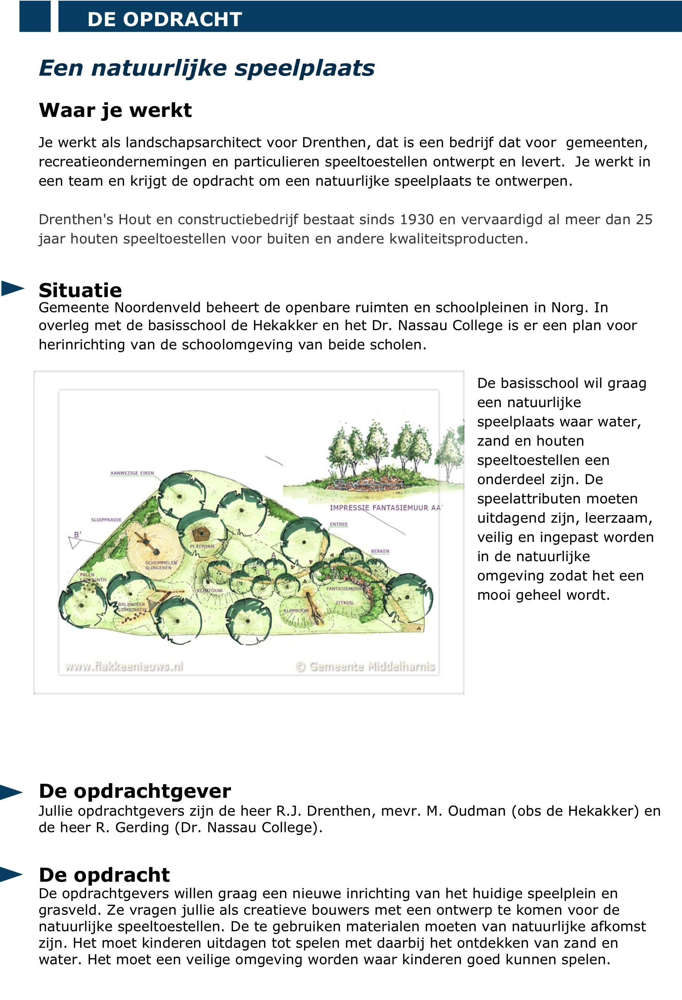 DE OPDRACHT
Een natuurlijke speelplaats
Waar je werkt
Je werkt als landschapsarchitect voor Drenthen, dat is een bedrijf dat voor  gemeenten,
recreatieondernemingen en particulieren speeltoestellen ontwerpt en levert.  Je werkt in
een team en krijgt de opdracht om een natuurlijke speelplaats te ontwerpen.
Drenthen's Hout en constructiebedrijf bestaat sinds 1930 en vervaardigd al meer dan 25
jaar houten speeltoestellen voor buiten en andere kwaliteitsproducten.
Situatie
Gemeente Noordenveld beheert de openbare ruimten en schoolpleinen in Norg. In
overleg met de basisschool de Hekakker en het Dr. Nassau College is er een plan voor
herinrichting van de schoolomgeving van beide scholen.
AANWEZIGE EIKEN
IMPRESSIE FANTASIEMUUR AA'
SLUIPPAADJE
ENTREE
B'
PLATFORM
BERKEN
A
SCHOMMELEN
SLINGEREN
B
PALEN
LABYRINTH
KLIMTOUW
FANTASIEMUUR
BALANCEER
COMBINATIE
ZITKUIL
KLIMBOOM
www.flakkeenieuws.nl
© Gemeente Middelharnis
De basisschool wil graag
een natuurlijke
speelplaats waar water,
zand en houten
speeltoestellen een
onderdeel zijn. De
speelattributen moeten
uitdagend zijn, leerzaam,
veilig en ingepast worden
in de natuurlijke
omgeving zodat het een
mooi geheel wordt.
De opdrachtgever
Jullie opdrachtgevers zijn de heer R.J. Drenthen, mevr. M. Oudman (obs de Hekakker) en
de heer R. Gerding (Dr. Nassau College).
De opdracht
De opdrachtgevers willen graag een nieuwe inrichting van het huidige speelplein en
grasveld. Ze vragen jullie als creatieve bouwers met een ontwerp te komen voor de
natuurlijke speeltoestellen. De te gebruiken materialen moeten van natuurlijke afkomst
zijn. Het moet kinderen uitdagen tot spelen met daarbij het ontdekken van zand en
water. Het moet een veilige omgeving worden waar kinderen goed kunnen spelen.